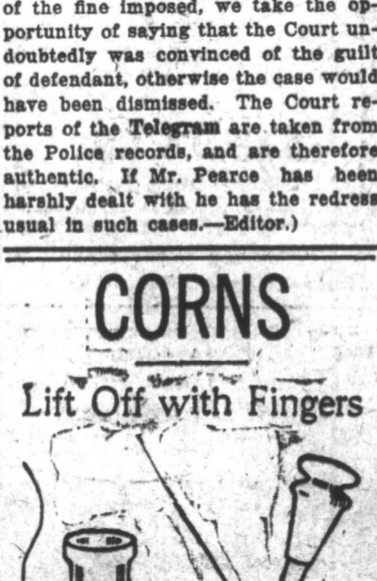 of the fine imposed, we take the op-
portunity of saying that the Court un-
doubtedly was convinced of the guilt
of defendant, otherwise the case would
have been dismissed. The Court re-
ports of the Telegram are taken from
the Police records, and are therefore
authentic. If Mr. Pearce has been
harshly dealt with he has the redress
usual in such cases.—Editor.)
CORNS
Lift Off with Fingers